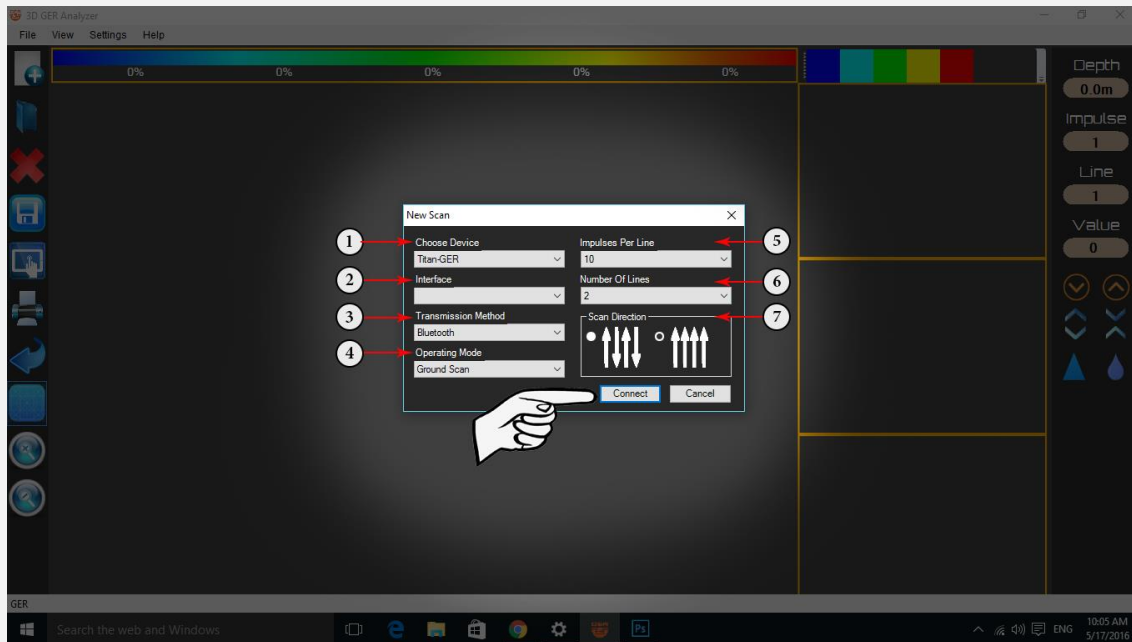 3D GER Analyzer
File View Settings Help
0% 0% 0% 0% 0%
Depth
0.0m
Impulse
1
Line
1
Value
0
New Scan
1 Choose Device
Titan-GER
2 Interface
3 Transmission Method
Bluetooth
4 Operating Mode
Ground Scan
Impulses Per Line 5
10
Number Of Lines 6
2
Scan Direction 7
Connect Cancel
GER
Search the web and Windows
Ps
ENG
10:05 AM
5/17/2016